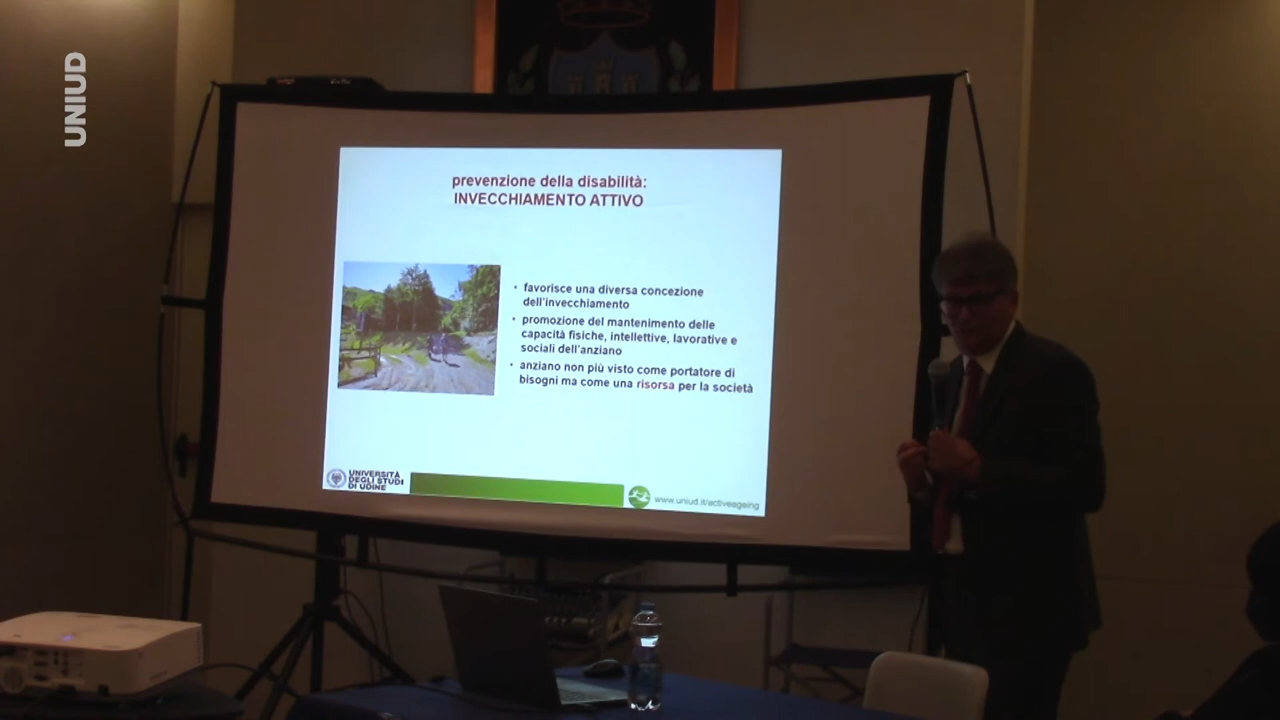 UNIUD
prevenzione della disabilità:
INVECCHIAMENTO ATTIVO
• favorisce una diversa concezione
dell'invecchiamento
• promozione del mantenimento delle
capacità fisiche, intellettive, lavorative e
sociali dell'anziano
• anziano non più visto come portatore di
bisogni ma come una risorsa per la società
UNIVERSITÀ
DEGLI STUDI
DI UDINE
www.uniud.it/activeageing